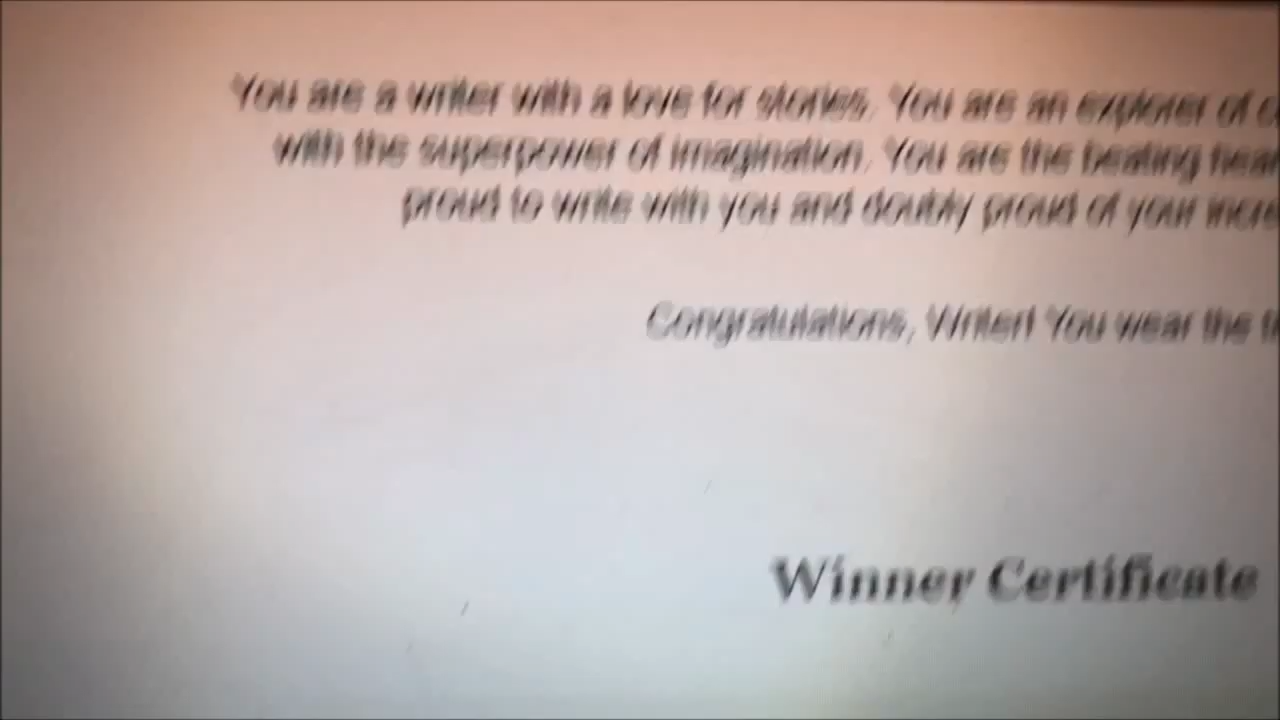 You are a writer with a love for stories. You are an explorer of
with the superpower of imagination. You are the beating
proud to write with you and doubly proud of your
Congratulations, Writer! You wear the
Winner Certificate